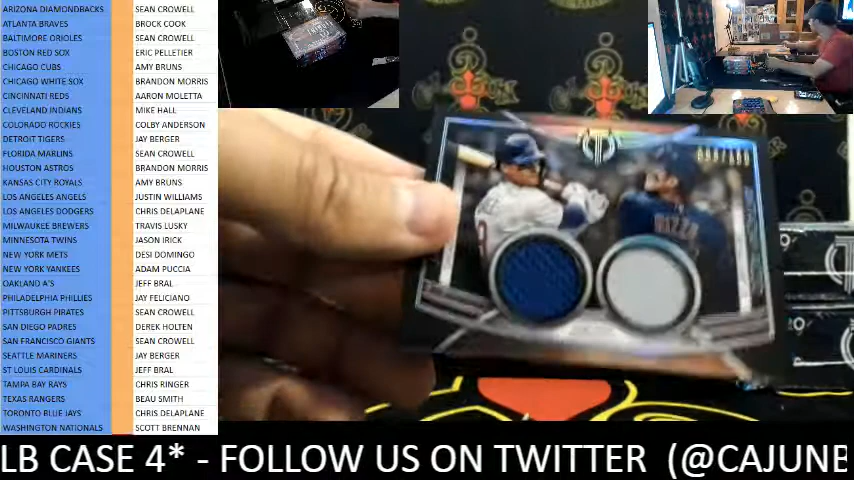 ARIZONA DIAMONDBACKS SEAN CROWELL
ATLANTA BRAVES BROCK COOK
BALTIMORE ORIOLES SEAN CROWELL
BOSTON RED SOX ERIC PELLETIER
CHICAGO CUBS AMY BRUNS
CHICAGO WHITE SOX BRANDON MORRIS
CINCINNATI REDS AARON MOLETTA
CLEVELAND INDIANS MIKE HALL
COLORADO ROCKIES COLBY ANDERSON
DETROIT TIGERS JAY BERGER
FLORIDA MARLINS SEAN CROWELL
HOUSTON ASTROS BRANDON MORRIS
KANSAS CITY ROYALS AMY BRUNS
LOS ANGELES ANGELS JUSTIN WILLIAMS
LOS ANGELES DODGERS CHRIS DELAPLANE
MILWAUKEE BREWERS TRAVIS LUSKY
MINNESOTA TWINS JASON IRICK
NEW YORK METS DESI DOMINGO
NEW YORK YANKEES ADAM PUCCIA
OAKLAND A'S JEFF BRAL
PHILADELPHIA PHILLIES JAY FELICIANO
PITTSBURGH PIRATES SEAN CROWELL
SAN DIEGO PADRES DEREK HOLTEN
SAN FRANCISCO GIANTS SEAN CROWELL
SEATTLE MARINERS JAY BERGER
ST LOUIS CARDINALS JEFF BRAL
TAMPA BAY RAYS CHRIS RINGER
TEXAS RANGERS BEAU SMITH
TORONTO BLUE JAYS CHRIS DELAPLANE
WASHINGTON NATIONALS SCOTT BRENNAN
LB CASE 4* - FOLLOW US ON TWITTER (@CAJUNB